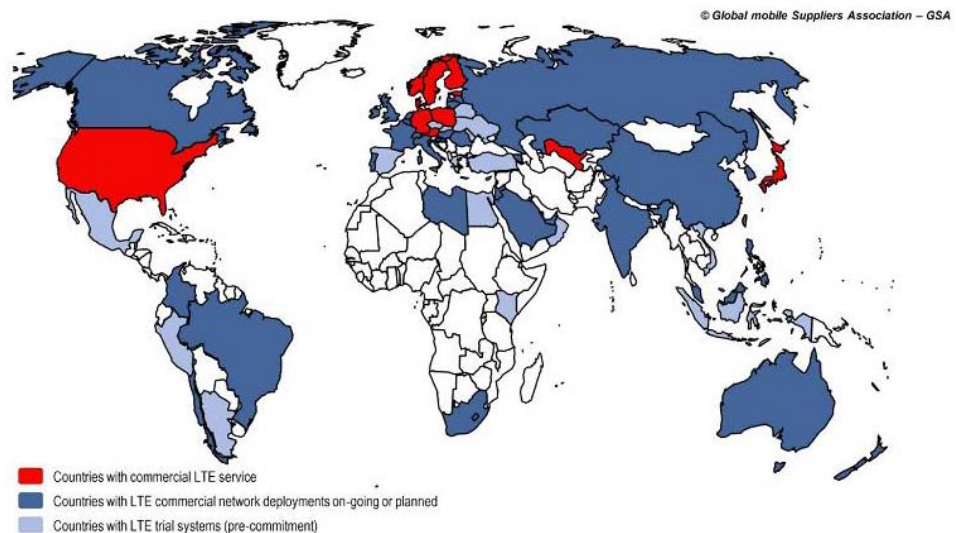 © Global mobile Suppliers Association – GSA
Countries with commercial LTE service
Countries with LTE commercial network deployments on-going or planned
Countries with LTE trial systems (pre-commitment)